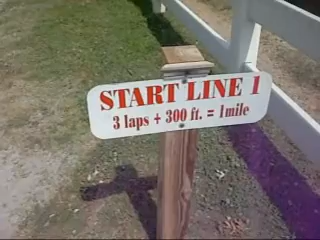 START LINE 1
3 laps + 300 ft. = 1mile